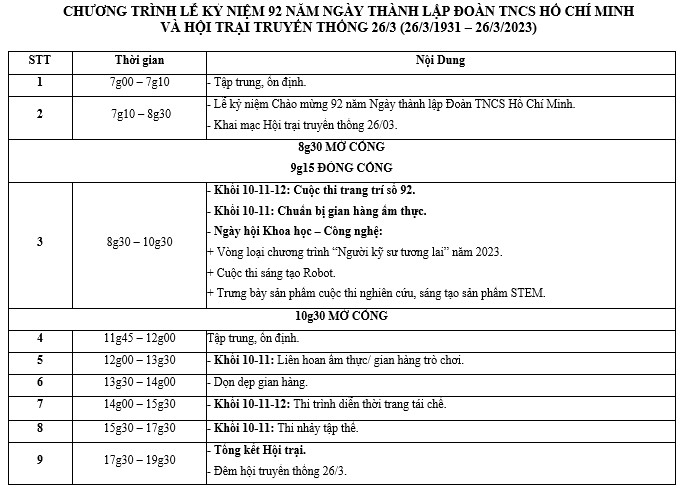 CHƯƠNG TRÌNH LỄ KỶ NIỆM 92 NĂM NGÀY THÀNH LẬP ĐOÀN TNCS HỒ CHÍ MINH
VÀ HỘI TRẠI TRUYỀN THỐNG 26/3 (26/3/1931 – 26/3/2023)
STT Thời gian Nội Dung
1 7g00 – 7g10 - Tập trung, ổn định.
2 7g10 – 8g30 - Lễ kỷ niệm Chào mừng 92 năm Ngày thành lập Đoàn TNCS Hồ Chí Minh.
- Khai mạc Hội trại truyền thống 26/03.
8g30 MỞ CỔNG
9g15 ĐÓNG CỔNG
3 8g30 – 10g30 - Khối 10-11-12: Cuộc thi trang trí số 92.
- Khối 10-11: Chuẩn bị gian hàng ẩm thực.
- Ngày hội Khoa học – Công nghệ:
+ Vòng loại chương trình “Người kỹ sư tương lai” năm 2023.
+ Cuộc thi sáng tạo Robot.
+ Trưng bày sản phẩm cuộc thi nghiên cứu, sáng tạo sản phẩm STEM.
10g30 MỞ CỔNG
4 11g45 – 12g00 Tập trung, ổn định.
5 12g00 – 13g30 - Khối 10-11: Liên hoan ẩm thực/ gian hàng trò chơi.
6 13g30 – 14g00 - Dọn dẹp gian hàng.
7 14g00 – 15g30 - Khối 10-11-12: Thi trình diễn thời trang tái chế.
8 15g30 – 17g30 - Khối 10-11: Thi nhảy tập thể.
9 17g30 – 19g30 - Tổng kết Hội trại.
- Đêm hội truyền thống 26/3.